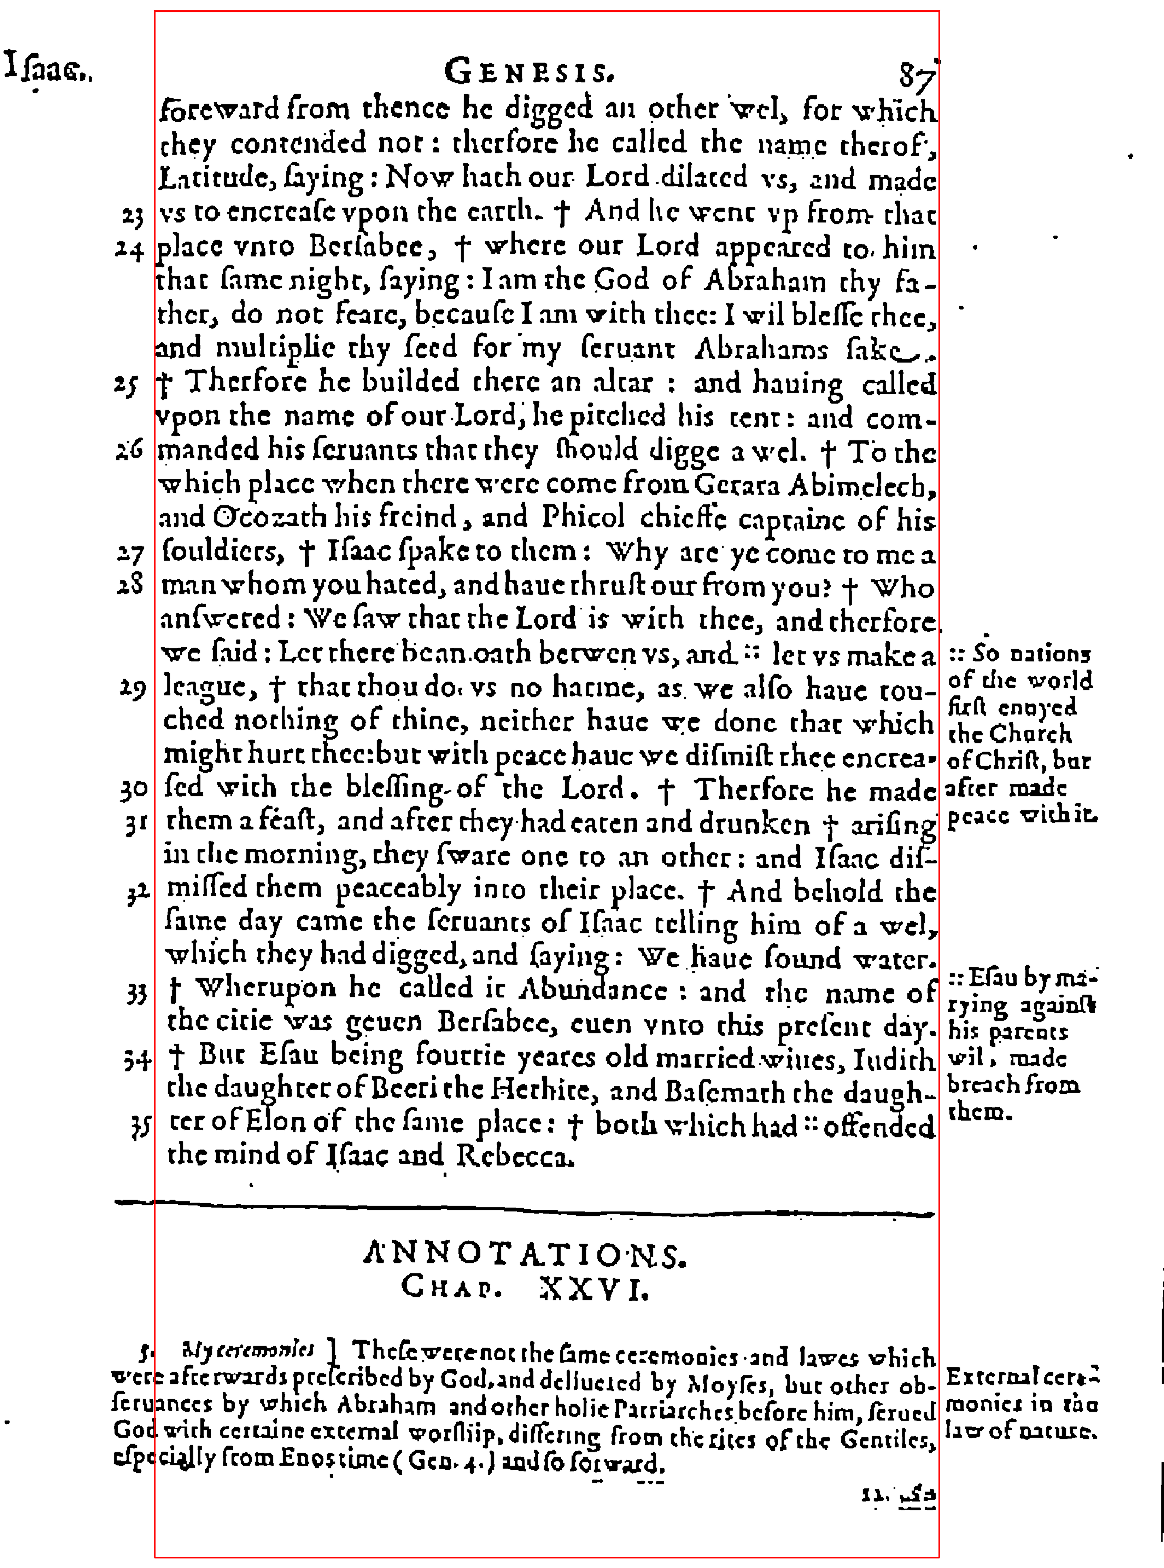 Iſaac.
GENESIS. 87
foreward from thence he digged an other wel, for which
they contended not: therfore he called the name therof,
Latitude, ſaying: Now hath our Lord dilated vs, and made
23 vs to encreaſe vpon the earth. † And he went vp from that
24 place vnto Berſabee, † where our Lord appeared to him
that ſame night, ſaying: I am the God of Abraham thy fa-
ther, do not feare, becauſe I am with thee: I wil bleſſe thee,
and multiplie thy ſeed for my ſeruant Abrahams ſake.
25 † Therfore he builded there an altar : and hauing called
vpon the name of our Lord, he pitched his tent: and com-
26 manded his ſeruants that they ſhould digge a wel. † To the
which place when there were come from Gerara Abimelech,
and Ocozath his freind, and Phicol chieffe captaine of his
27 ſouldiers, † Iſaac ſpake to them: Why are ye come to me a
28 man whom you hated, and haue thruſt out from you? † Who
anſwered: We ſaw that the Lord is with thee, and therfore
we ſaid: Let there be an oath betwen vs, and :: let vs make a
29 league, † that thou do vs no harme, as we alſo haue tou-
ched nothing of thine, neither haue we done that which
might hurt thee: but with peace haue we diſmiſt thee encrea-
30 ſed with the bleſſing of the Lord. † Therfore he made
31 them a feaſt, and after they had eaten and drunken † ariſing
in the morning, they ſware one to an other: and Iſaac diſ-
32 miſſed them peaceably into their place. † And behold the
ſame day came the ſeruants of Iſaac telling him of a wel,
which they had digged, and ſaying: We haue found water.
33 † Wherupon he called it Abundance : and the name of
the citie was geuen Berſabee, euen vnto this preſent day.
34 † But Eſau being fourtie yeares old married wiues, Iudith
the daughter of Beeri the Hethite, and Baſemath the daugh-
35 ter of Elon of the ſame place: † both which had :: offended
the mind of Iſaac and Rebecca.
:: So nations
of the world
firſt enuyed
the Church
of Chriſt, but
after made
peace with it.
:: Eſau by ma-
rying againſt
his parents
wil, made
breach from
them.
ANNOTATIONS.
CHAP. XXVI.
5. My ceremonies ] Theſe were not the ſame ceremonies and lawes which
were afterwards preſcribed by God, and deliuered by Moyſes, but other ob-
ſeruances by which Abraham and other holie Patriarches before him, ſerued
God with certaine external worſhip, differing from the rites of the Gentiles,
eſpecially from Enos time (Gen. 4.) and ſo forward.
External cere-
monies in the
law of nature.
12.